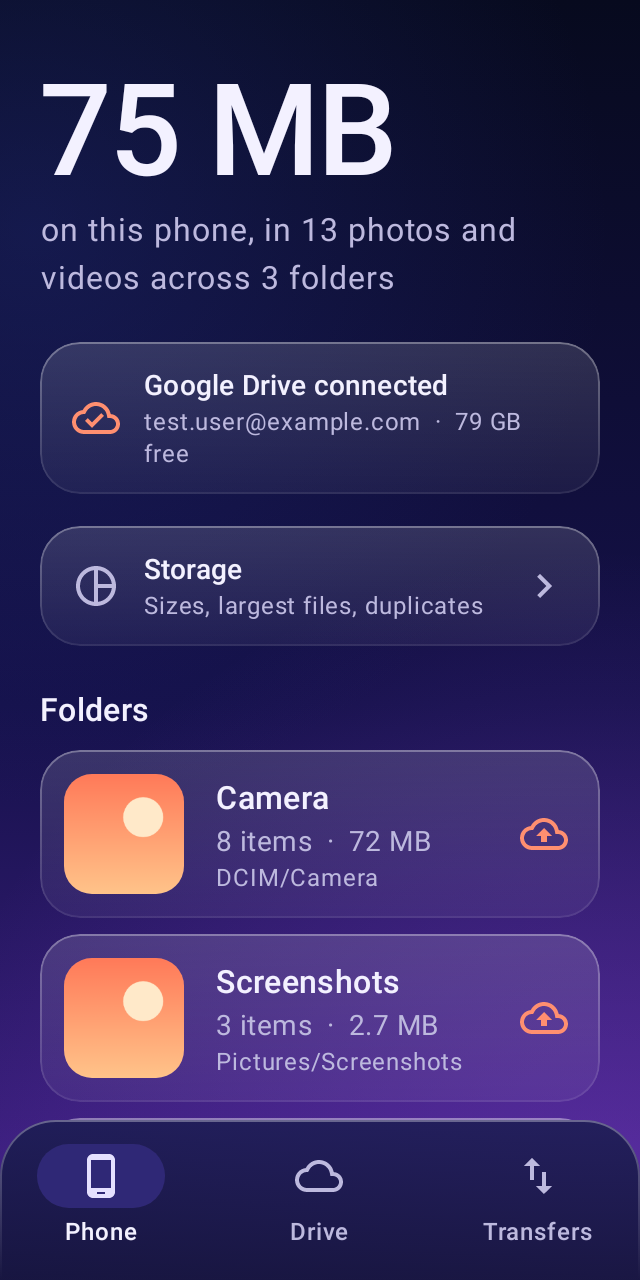 75 MB
on this phone, in 13 photos and
videos across 3 folders
Google Drive connected
test.user@example.com · 79 GB
free
Storage
Sizes, largest files, duplicates
Folders
Camera
8 items · 72 MB
DCIM/Camera
Screenshots
3 items · 2.7 MB
Pictures/Screenshots
Phone
Drive
Transfers